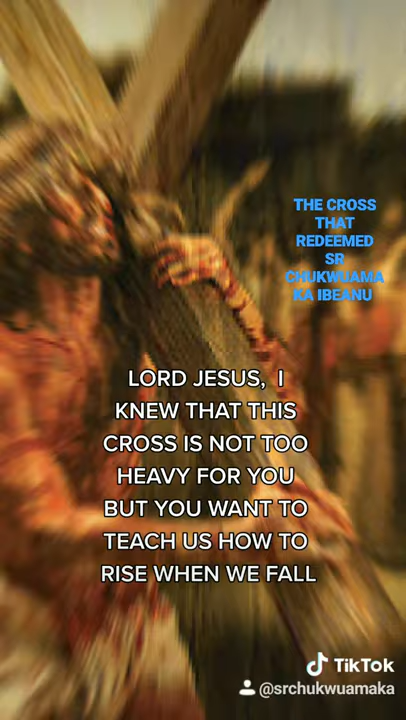 THE CROSS
THAT
REDEEMED
SR
CHUKWUAMA
KA IBEANU
LORD JESUS, I
KNEW THAT THIS
CROSS IS NOT TOO
HEAVY FOR YOU
BUT YOU WANT TO
TEACH US HOW TO
RISE WHEN WE FALL
TikTok
@srchukwuamaka